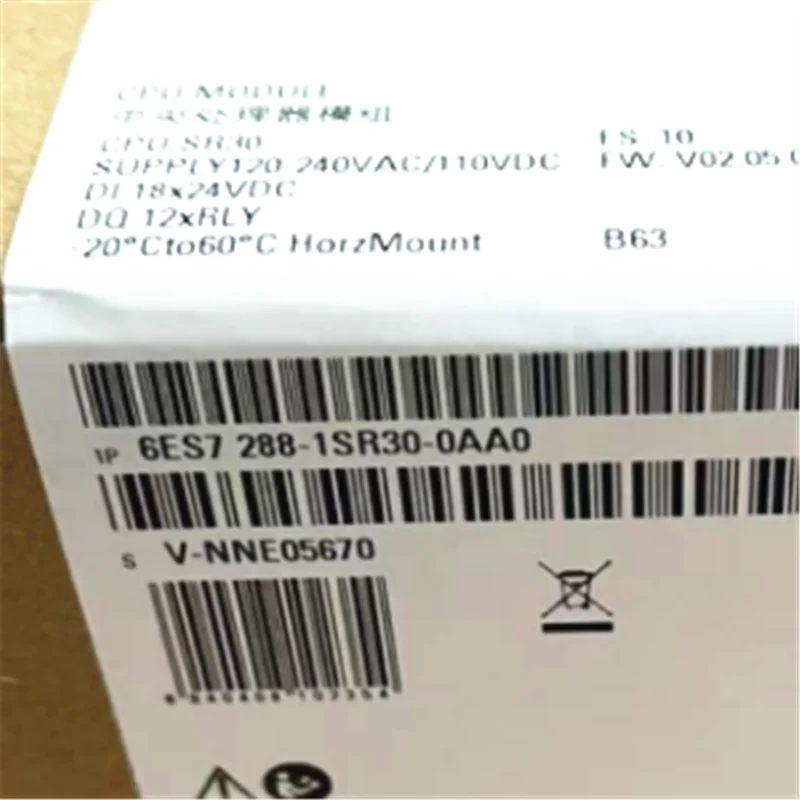 CPU MODULE
CPU SR30 FS: 10
SUPPLY120-240VAC/110VDC FW: V02.05.0
DI 18x24VDC
DQ 12xRLY
-20°Cto60°C HorzMount B63
1P 6ES7 288-1SR30-0AA0
S V-NNE05670